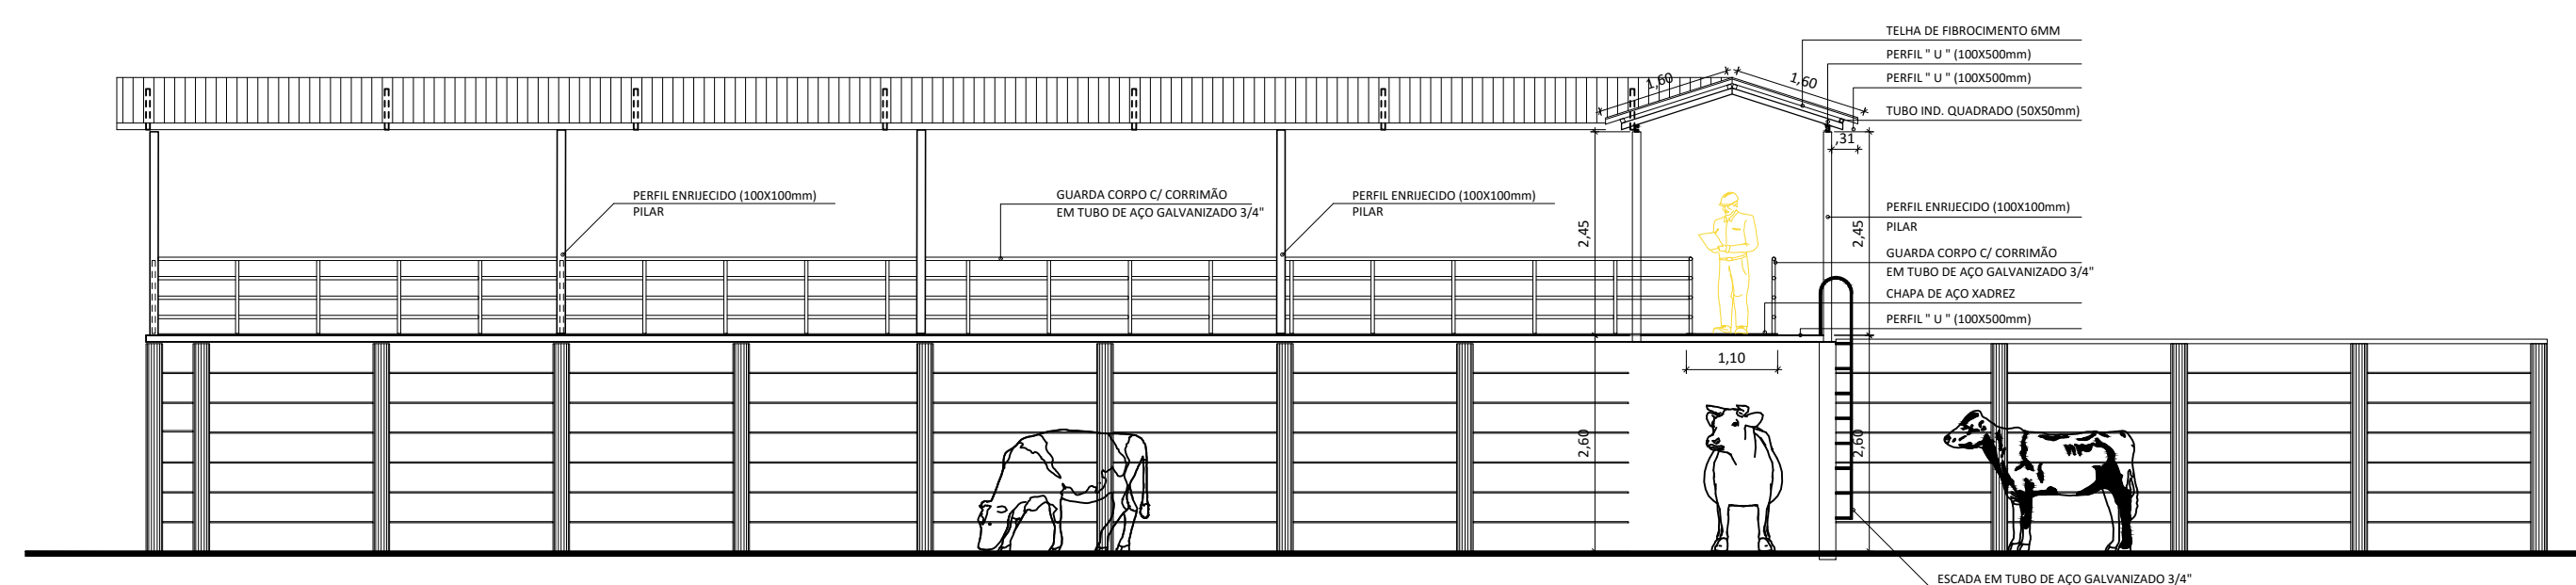 TELHA DE FIBROCIMENTO 6MM
PERFIL " U " (100X500mm)
PERFIL " U " (100X500mm)
TUBO IND. QUADRADO (50X50mm)
1,60
1,60
,31
PERFIL ENRIJECIDO (100X100mm)
PILAR
GUARDA CORPO C/ CORRIMÃO
EM TUBO DE AÇO GALVANIZADO 3/4"
PERFIL ENRIJECIDO (100X100mm)
PILAR
2,45
2,45
PERFIL ENRIJECIDO (100X100mm)
PILAR
GUARDA CORPO C/ CORRIMÃO
EM TUBO DE AÇO GALVANIZADO 3/4"
CHAPA DE AÇO XADREZ
PERFIL " U " (100X500mm)
1,10
2,60
2,60
ESCADA EM TUBO DE AÇO GALVANIZADO 3/4"